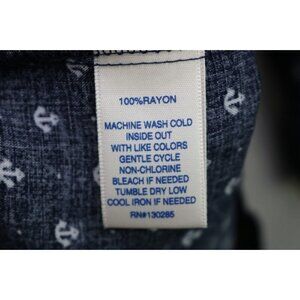 100%RAYON
MACHINE WASH COLD
INSIDE OUT
WITH LIKE COLORS
GENTLE CYCLE
NON-CHLORINE
BLEACH IF NEEDED
TUMBLE DRY LOW
COOL IRON IF NEEDED
RN#130285